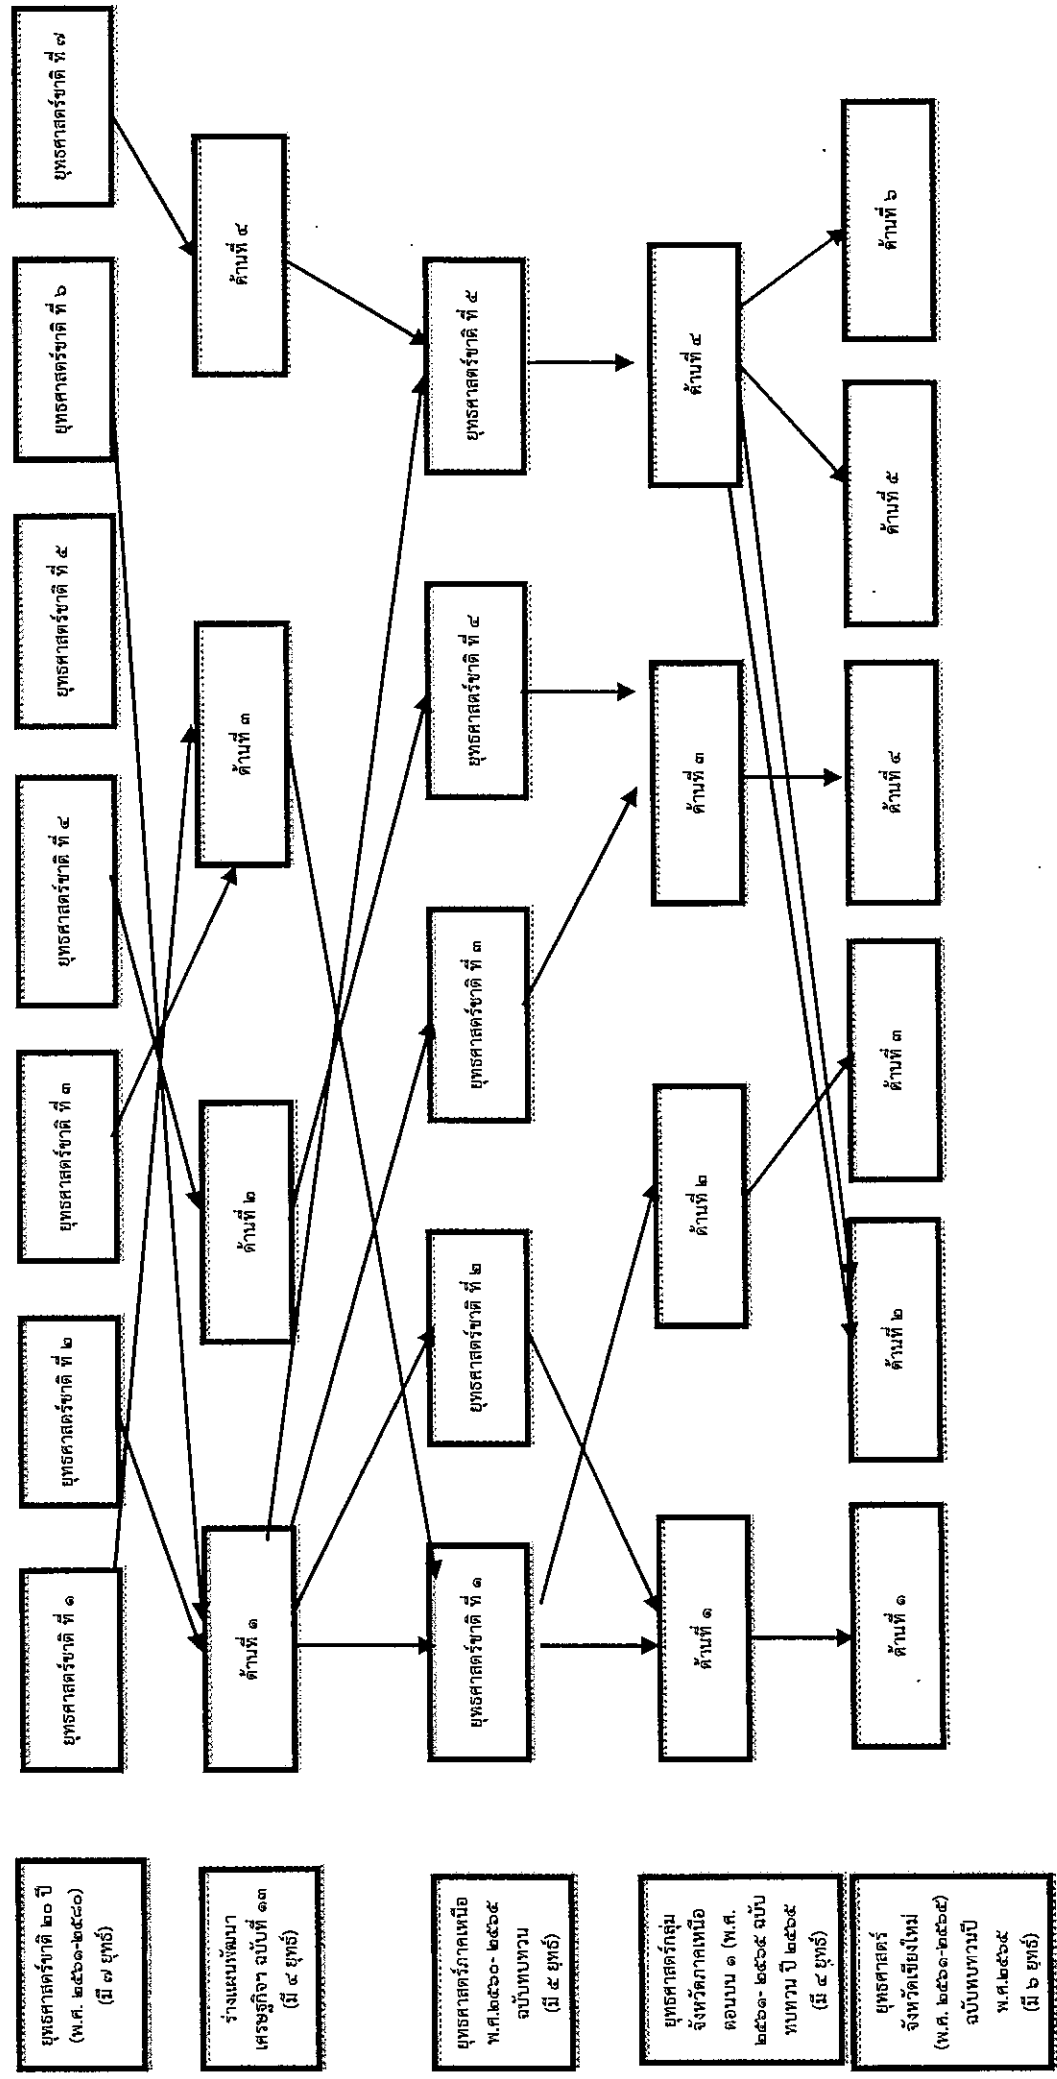 ยุทธศาสตร์ชาติ ๒๐ ปี
(พ.ศ. ๒๕๖๑-๒๕๘๐)
(มี ๗ ยุทธ์)
ยุทธศาสตร์ชาติ ที่ ๑
ยุทธศาสตร์ชาติ ที่ ๒
ยุทธศาสตร์ชาติ ที่ ๓
ยุทธศาสตร์ชาติ ที่ ๔
ยุทธศาสตร์ชาติ ที่ ๕
ยุทธศาสตร์ชาติ ที่ ๖
ยุทธศาสตร์ชาติ ที่ ๗
ร่างแผนพัฒนา
เศรษฐกิจฯ ฉบับที่ ๑๓
(มี ๔ ยุทธ์)
ด้านที่ ๑
ด้านที่ ๒
ด้านที่ ๓
ด้านที่ ๔
ยุทธศาสตร์ภาคเหนือ
พ.ศ.๒๕๖๐- ๒๕๖๕
ฉบับทบทวน
(มี ๕ ยุทธ์)
ยุทธศาสตร์ชาติ ที่ ๑
ยุทธศาสตร์ชาติ ที่ ๒
ยุทธศาสตร์ชาติ ที่ ๓
ยุทธศาสตร์ชาติ ที่ ๔
ยุทธศาสตร์ชาติ ที่ ๕
ยุทธศาสตร์กลุ่ม
จังหวัดภาคเหนือ
ตอนบน ๑ (พ.ศ.
๒๕๖๑- ๒๕๖๕ ฉบับ
ทบทวน ปี ๒๕๖๕
(มี ๔ ยุทธ์)
ด้านที่ ๑
ด้านที่ ๒
ด้านที่ ๓
ด้านที่ ๔
ยุทธศาสตร์
จังหวัดเชียงใหม่
(พ.ศ. ๒๕๖๑-๒๕๖๕)
ฉบับทบทวนปี
พ.ศ.๒๕๖๕
(มี ๖ ยุทธ์)
ด้านที่ ๑
ด้านที่ ๒
ด้านที่ ๓
ด้านที่ ๔
ด้านที่ ๕
ด้านที่ ๖